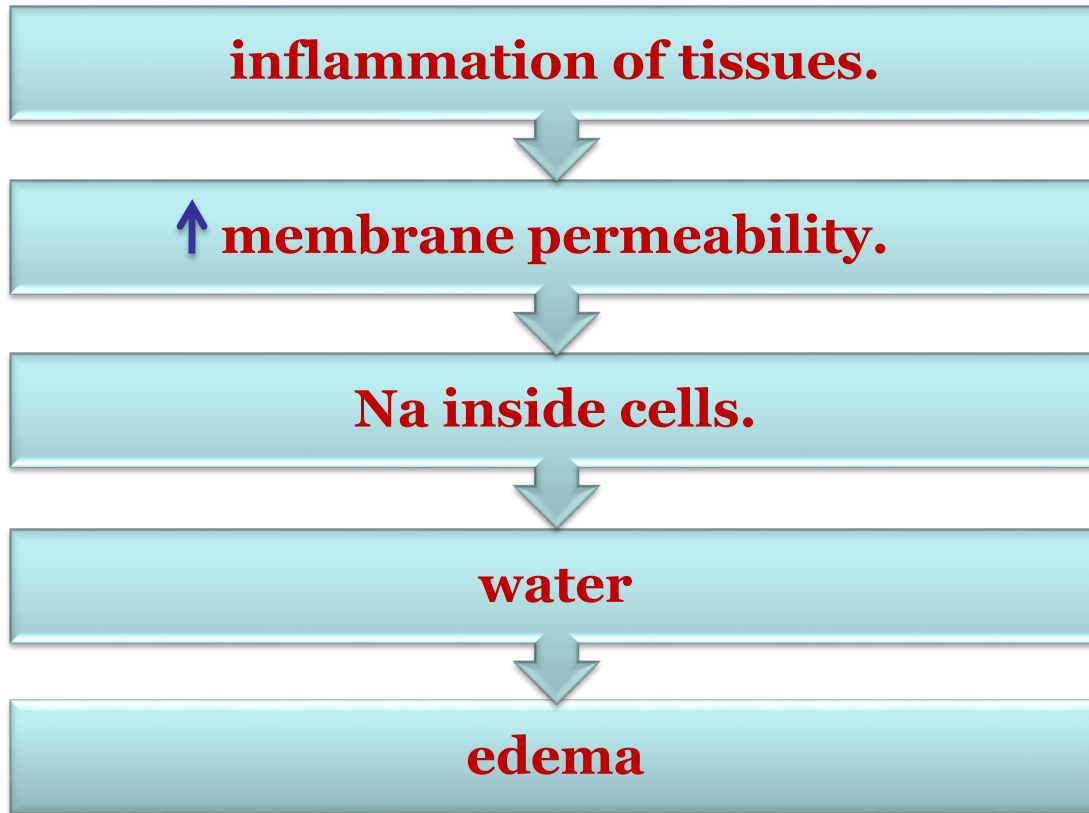 inflammation of tissues.
↑ membrane permeability.
Na inside cells.
water
edema